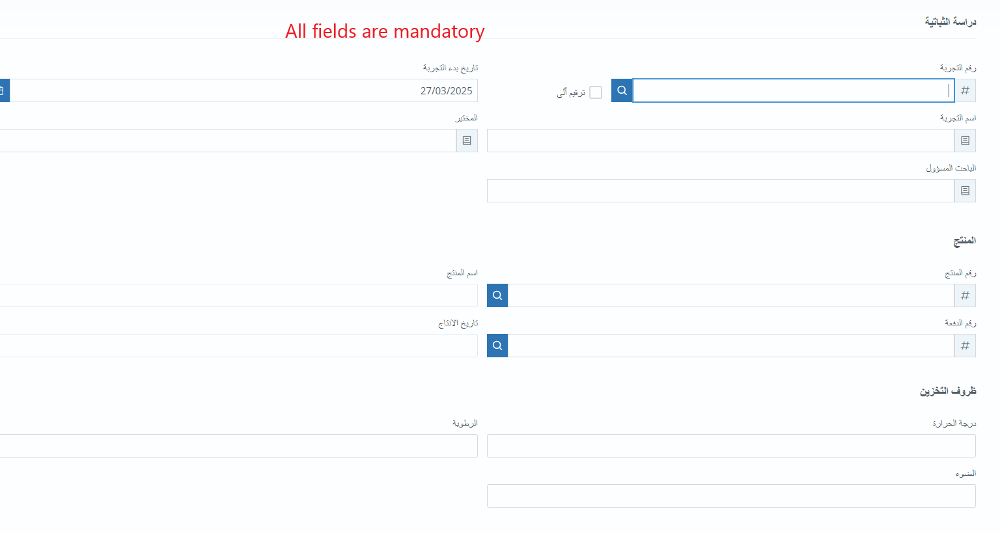 دراسة الثباتية
All fields are mandatory
رقم التجربة
تاريخ بدء التجربة
#
ترقيم ألي
27/03/2025
اسم التجربة
المختبر
الباحث المسؤول
المنتج
رقم المنتج
اسم المنتج
#
رقم الدفعة
تاريخ الانتاج
#
ظروف التخزين
درجة الحرارة
الرطوبة
الضوء